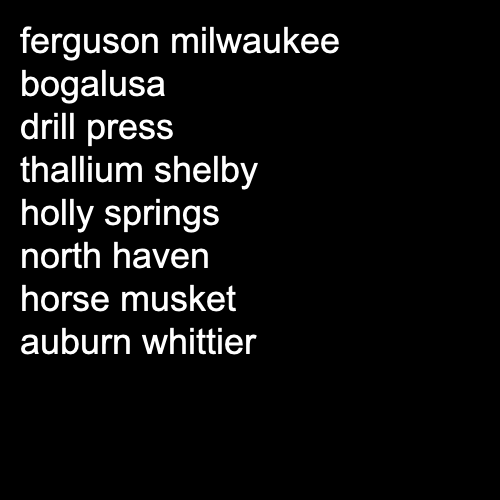 ferguson milwaukee
bogalusa
drill press
thallium shelby
holly springs
north haven
horse musket
auburn whittier